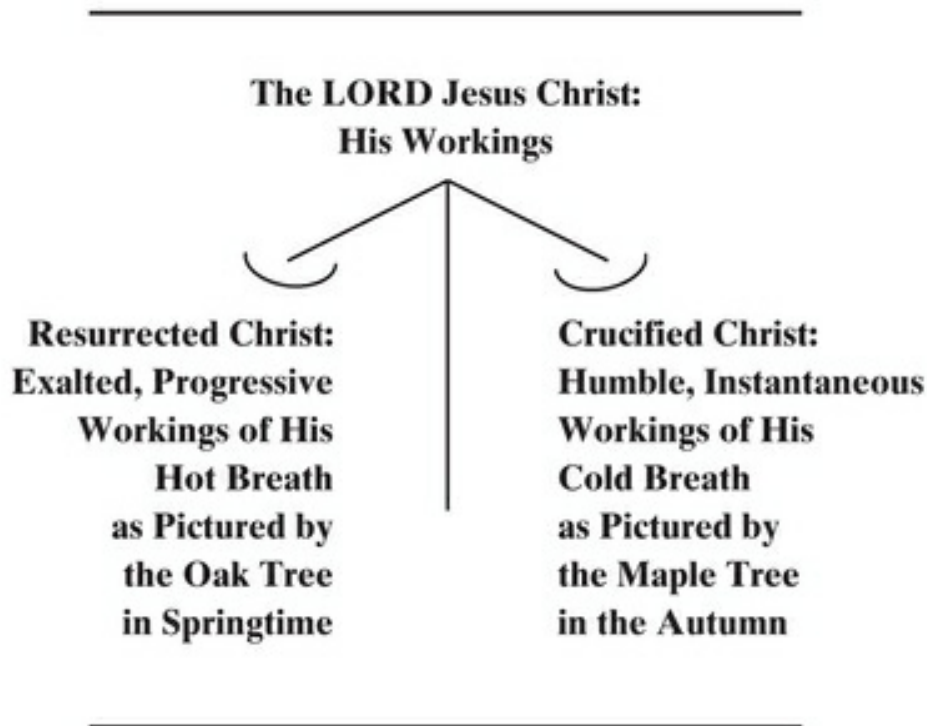 The LORD Jesus Christ:
His Workings
Resurrected Christ:
Exalted, Progressive
Workings of His
Hot Breath
as Pictured by
the Oak Tree
in Springtime
Crucified Christ:
Humble, Instantaneous
Workings of His
Cold Breath
as Pictured by
the Maple Tree
in the Autumn